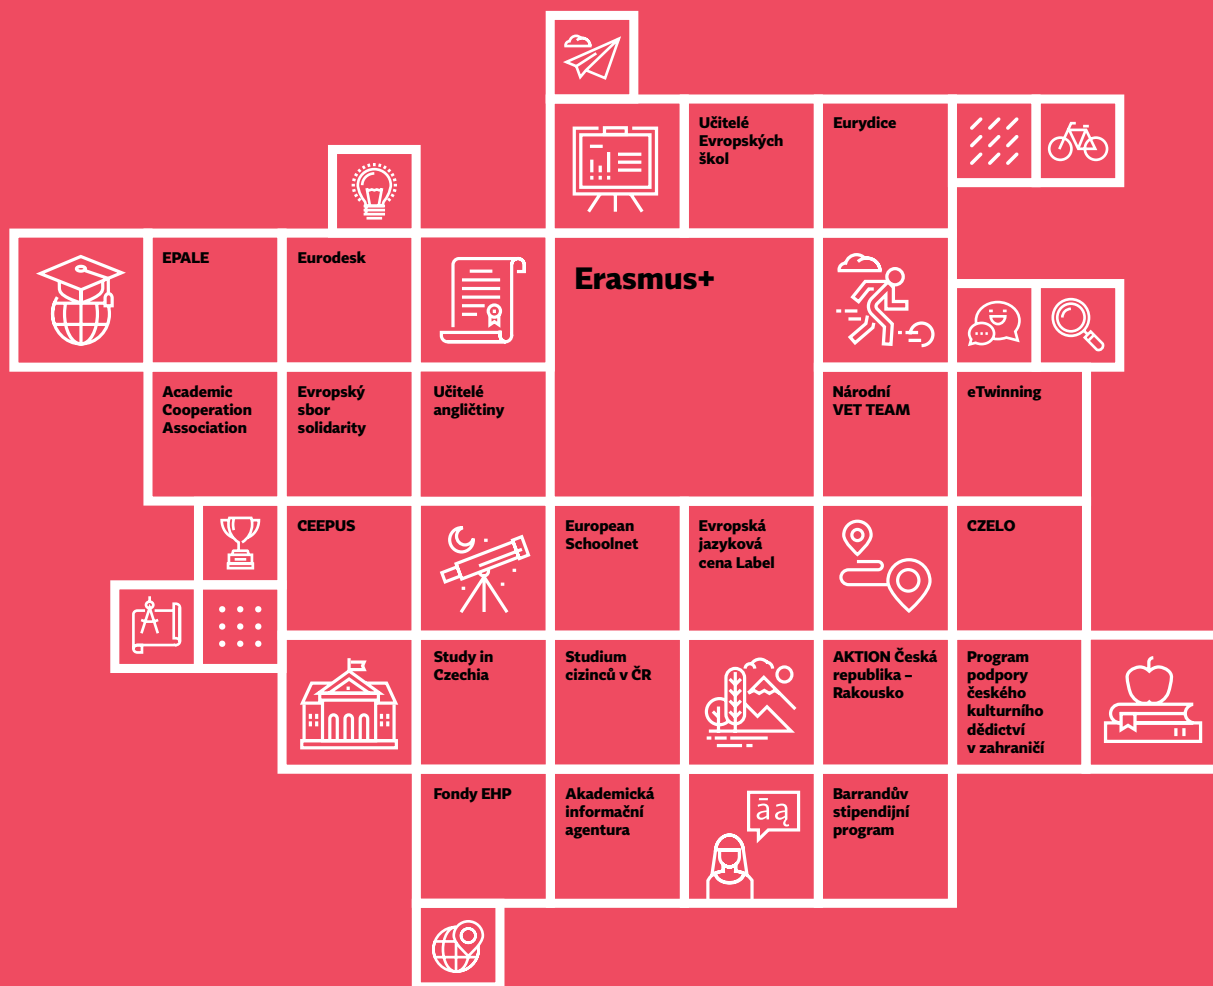 Učitelé
Evropských
škol
Eurydice
EPALE
Eurodesk
Erasmus+
Academic
Cooperation
Association
Evropský
sbor
solidarity
Učitelé
angličtiny
Národní
VET TEAM
eTwinning
CEEPUS
European
Schoolnet
Evropská
jazyková
cena Label
CZELO
Study in
Czechia
Studium
cizinců v ČR
AKTION Česká
republika –
Rakousko
Program
podpory
českého
kulturního
dědictví
v zahraničí
Fondy EHP
Akademická
informační
agentura
āą
Barrandův
stipendijní
program